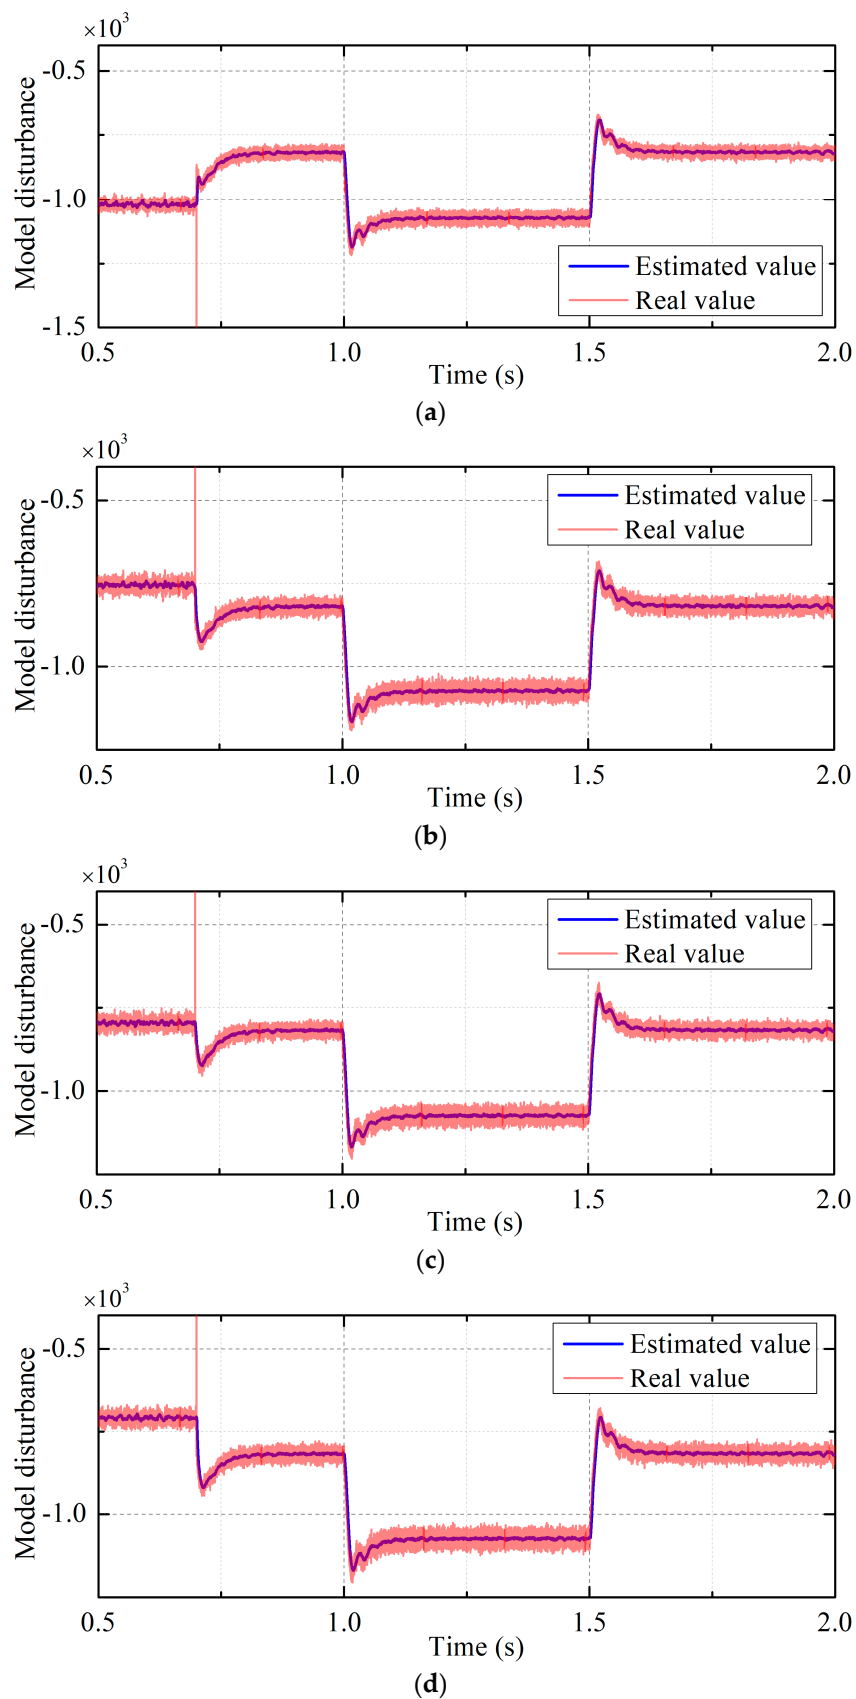 ×10³
Model disturbance
-0.5
-1.0
-1.5
Estimated value
Real value
0.5 1.0 1.5 2.0
Time (s)
(a)
×10³
Model disturbance
-0.5
-1.0
Estimated value
Real value
0.5 1.0 1.5 2.0
Time (s)
(b)
×10³
Model disturbance
-0.5
-1.0
Estimated value
Real value
0.5 1.0 1.5 2.0
Time (s)
(c)
×10³
Model disturbance
-0.5
-1.0
Estimated value
Real value
0.5 1.0 1.5 2.0
Time (s)
(d)